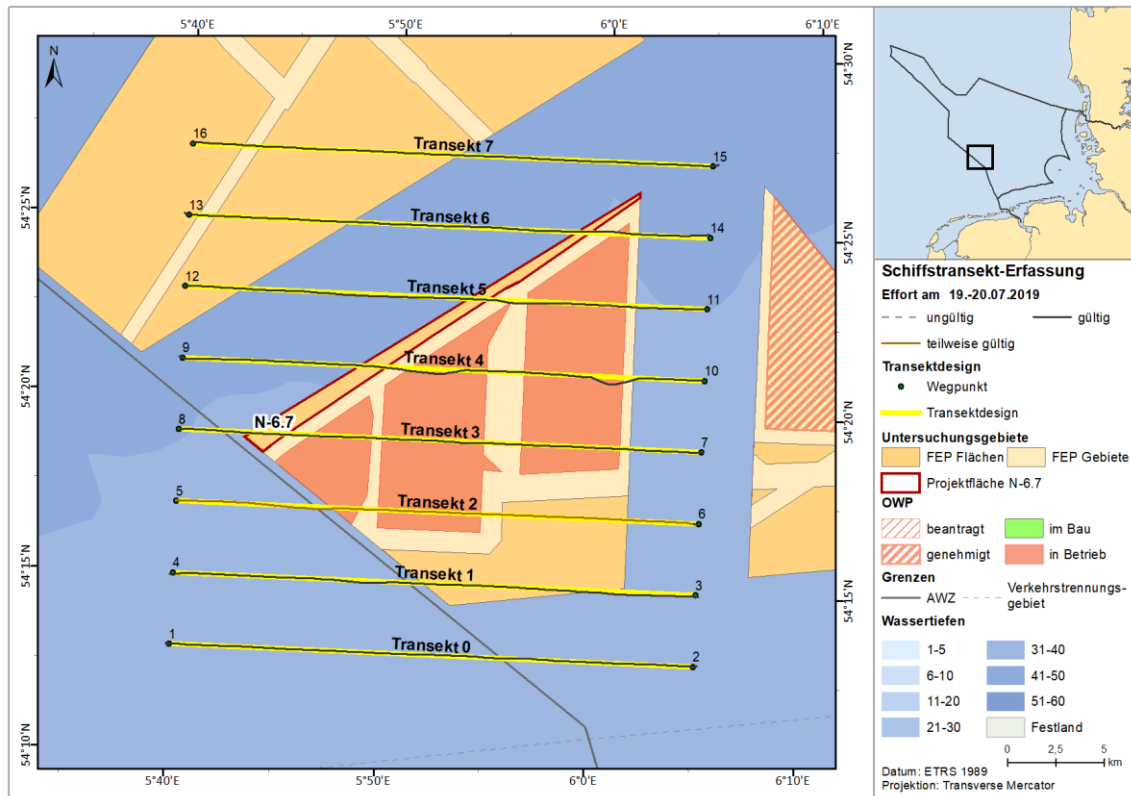 5°40'E
5°50'E
6°0'E
6°10'E
N
54°30'N
54°25'N
54°20'N
54°15'N
54°10'N
54°30'N
54°25'N
54°20'N
54°15'N
16
Transekt 7
15
13
Transekt 6
14
12
Transekt 5
11
9
Transekt 4
10
N-6.7
8
Transekt 3
7
5
Transekt 2
6
4
Transekt 1
3
1
Transekt 0
2
5°40'E
5°50'E
6°0'E
6°10'E
Schiffstransekt-Erfassung
Effort am 19.-20.07.2019
ungültig
gültig
teilweise gültig
Transektdesign
Wegpunkt
Transektdesign
Untersuchungsgebiete
FEP Flächen
FEP Gebiete
Projektfläche N-6.7
OWP
beantragt
im Bau
genehmigt
in Betrieb
Grenzen
AWZ
Verkehrstrennungs-
gebiet
Wassertiefen
1-5
31-40
6-10
41-50
11-20
51-60
21-30
Festland
0 2,5 5
km
Datum: ETRS 1989
Projektion: Transverse Mercator